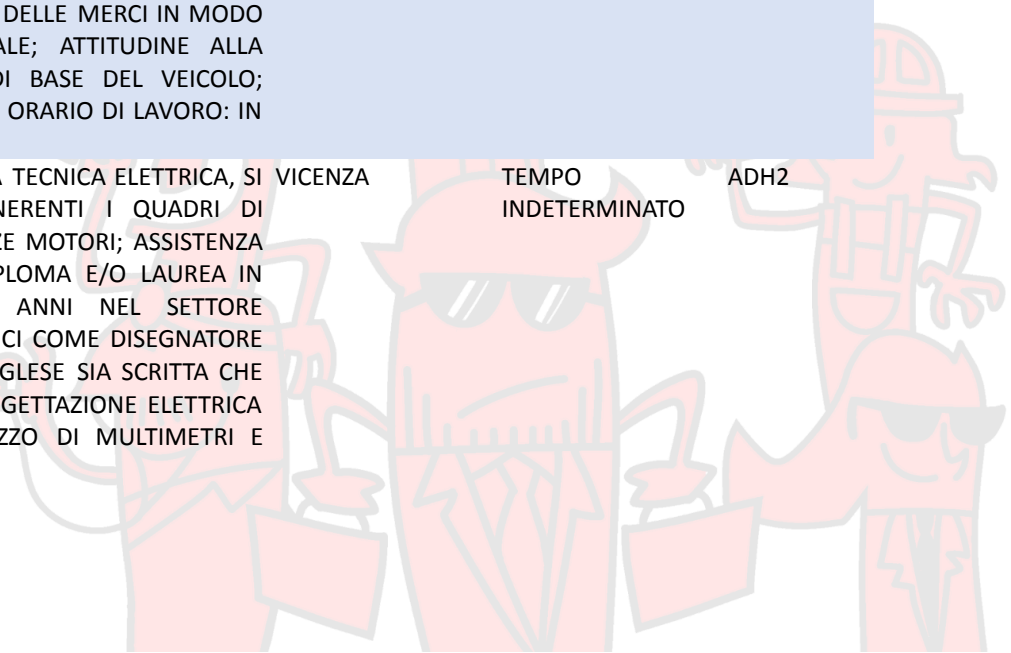 DELLE MERCI IN MODO
ALE; ATTITUDINE ALLA
DI BASE DEL VEICOLO;
ORARIO DI LAVORO: IN
A TECNICA ELETTRICA, SI VICENZA TEMPO ADH2
NERENTI I QUADRI DI INDETERMINATO
ZE MOTORI; ASSISTENZA
PLOMA E/O LAUREA IN
ANNI NEL SETTORE
CI COME DISEGNATORE
GLESE SIA SCRITTA CHE
GETTAZIONE ELETTRICA
ZZO DI MULTIMETRI E